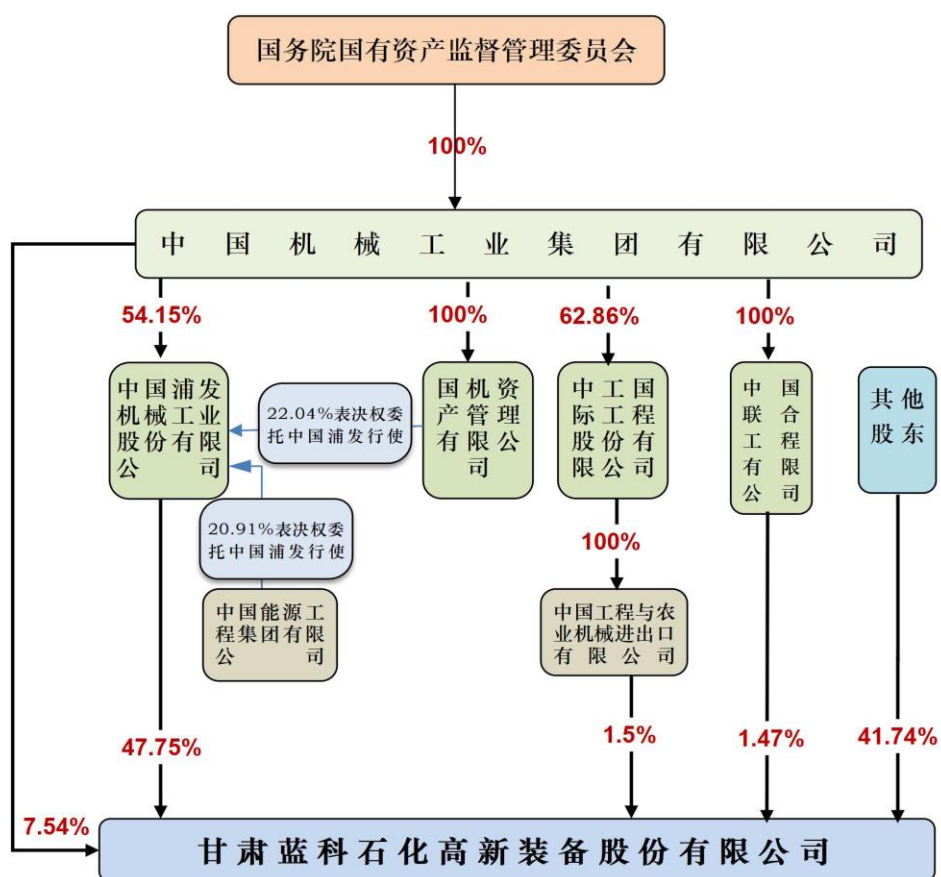 国务院国有资产监督管理委员会
100%
中国机械工业集团有限公司
54.15%
100%
62.86%
100%
中国浦发
机械工业
股份有限
公司
22.04%表决权委
托中国浦发行使
国机资
产管理
有限公
司
中工国
际工程
股份有
限公司
中国
联合
工程
有限
公司
其他
股东
20.91%表决权委
托中国浦发行使
100%
中国能源工
程集团有限
公司
中国工程与农
业机械进出口
有限公司
47.75%
1.5%
1.47%
41.74%
7.54%
甘肃蓝科石化高新装备股份有限公司